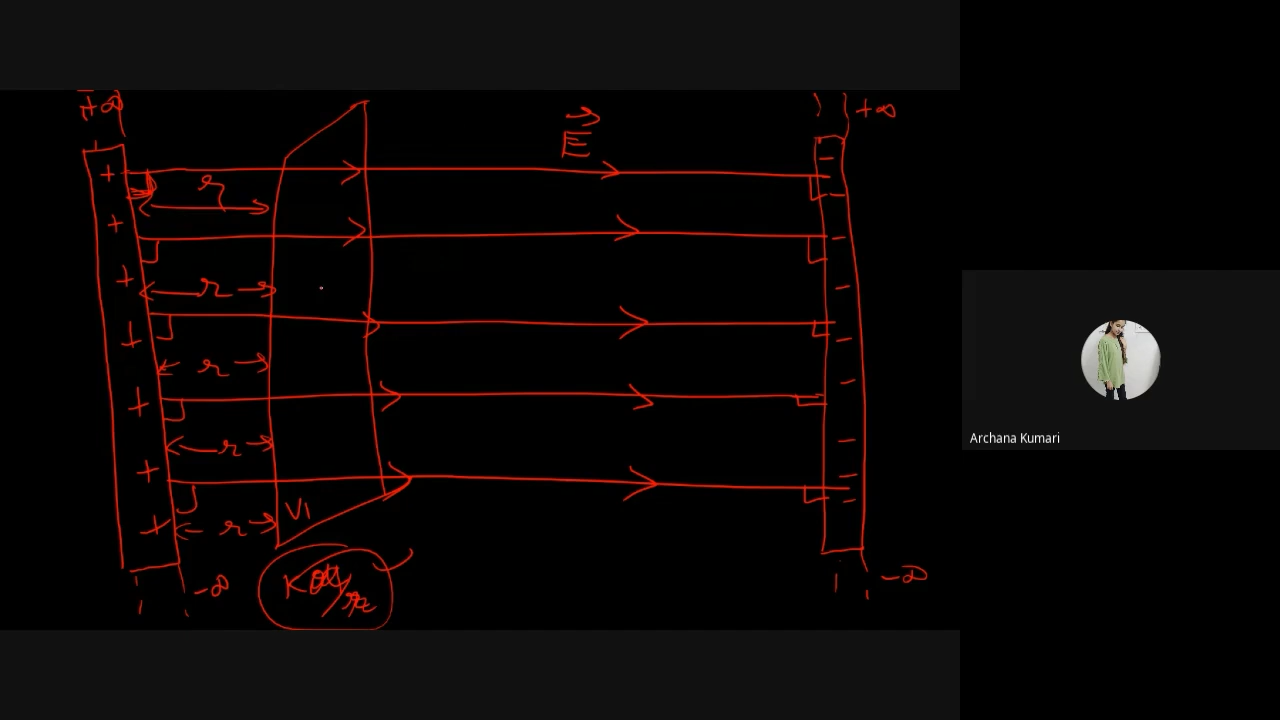 +∞
+∞
E
+
-
r
-
+
-
+
r
-
+
-
r
+
-
r
-
+
-
-
+
r
V1
-∞
-∞
Archana Kumari